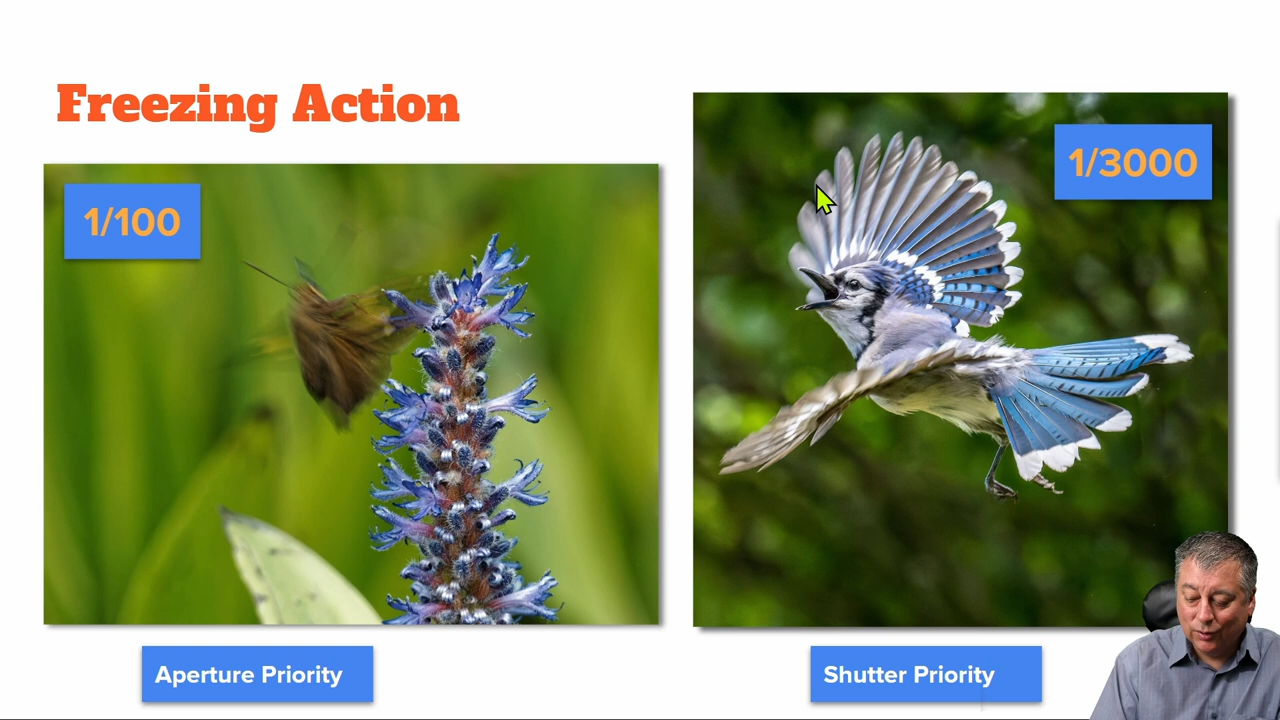 Freezing Action
1/100
1/3000
Aperture Priority
Shutter Priority